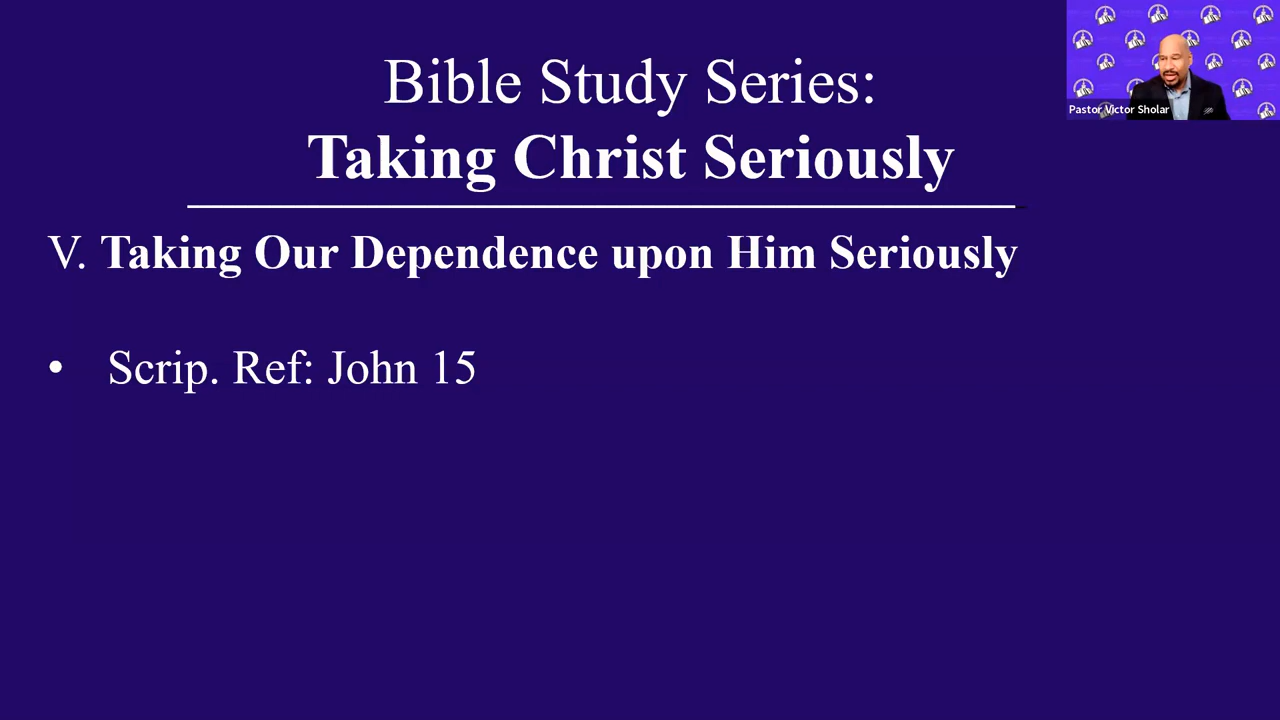 Bible Study Series:
Taking Christ Seriously
Pastor Victor Sholar
V. Taking Our Dependence upon Him Seriously
• Scrip. Ref: John 15